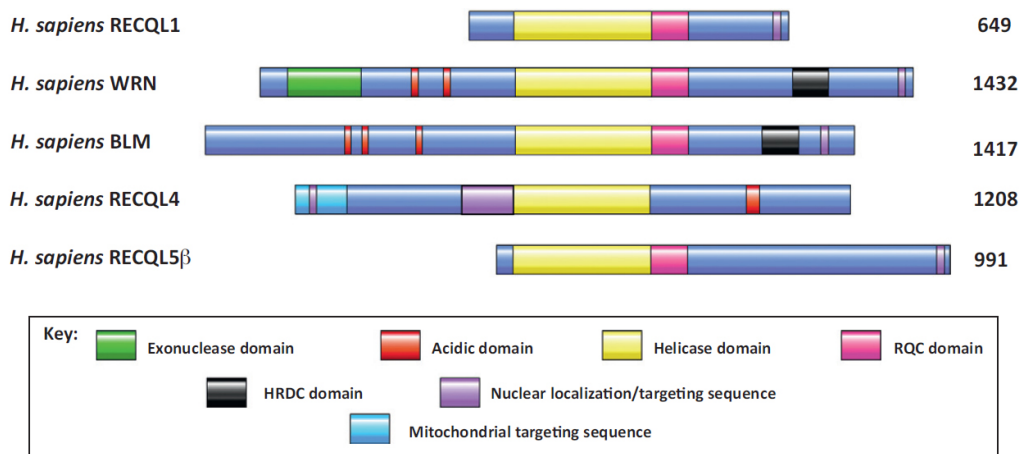 H. sapiens RECQL1 649
H. sapiens WRN 1432
H. sapiens BLM 1417
H. sapiens RECQL4 1208
H. sapiens RECQL5β 991
Key:
Exonuclease domain Acidic domain Helicase domain RQC domain
HRDC domain Nuclear localization/targeting sequence
Mitochondrial targeting sequence